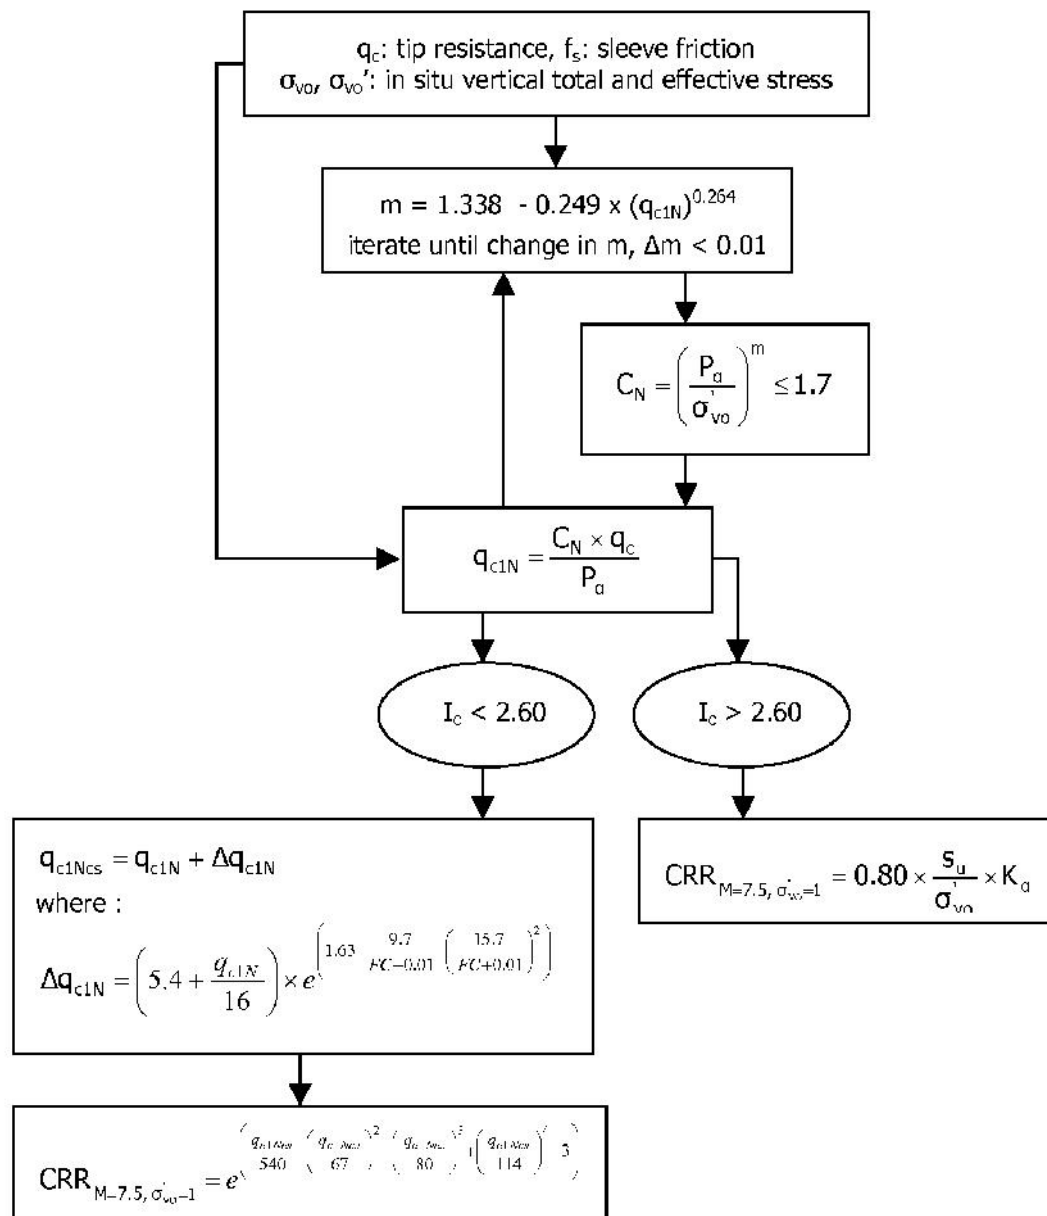 q_c: tip resistance, f_s: sleeve friction
σ_vo, σ_vo': in situ vertical total and effective stress
m = 1.338 - 0.249 x (q_c1N)^0.264
iterate until change in m, Δm < 0.01
C_N = (P_a / σ'_vo)^m ≤ 1.7
q_c1N = (C_N × q_c) / P_a
I_c < 2.60
I_c > 2.60
q_c1Ncs = q_c1N + Δq_c1N
where :
Δq_c1N = (5.4 + q_c1N / 16) × e^(1.63 9.7 / FC 0.01 (15.7 / FC+0.01)^2)
CRR_M=7.5, σ'_vo=1 = 0.80 × s_u / σ'_vo × K_α
CRR_M=7.5, σ'_vo=1 = e^(q_c1Ncs / 540 ( / 67)^2 ( / 80) (q_c1Ncs / 114) 3)